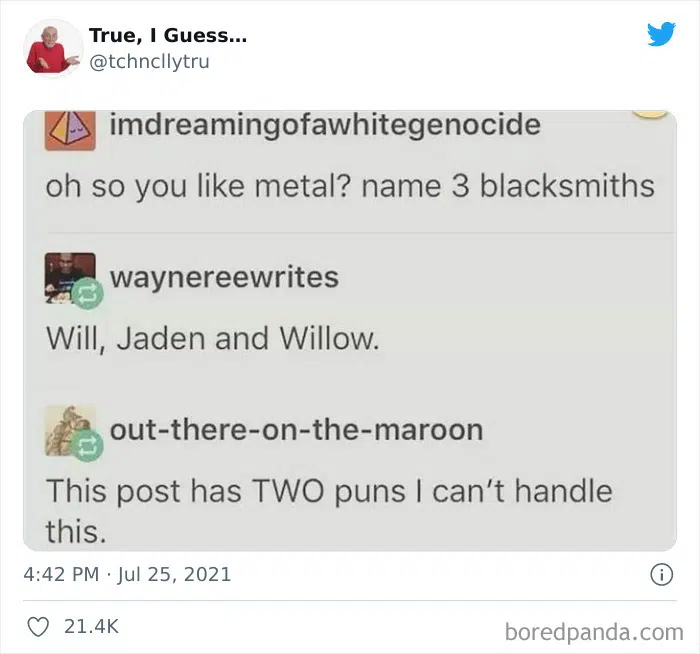 True, I Guess...
@tchncllytru
imdreamingofawhitegenocide
oh so you like metal? name 3 blacksmiths
waynereewrites
Will, Jaden and Willow.
out-there-on-the-maroon
This post has TWO puns I can't handle
this.
4:42 PM · Jul 25, 2021
21.4K
boredpanda.com